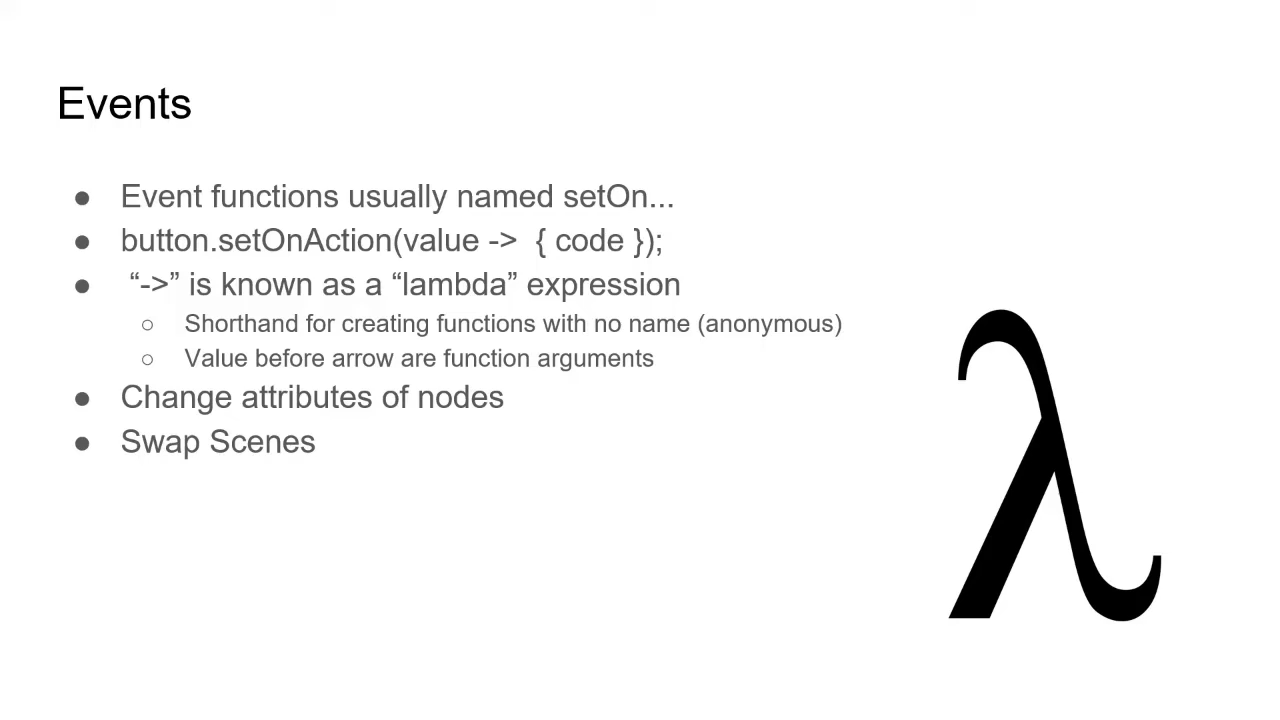 Events
● Event functions usually named setOn...
● button.setOnAction(value -> { code });
● “->” is known as a “lambda” expression
○ Shorthand for creating functions with no name (anonymous)
○ Value before arrow are function arguments
● Change attributes of nodes
● Swap Scenes
λ